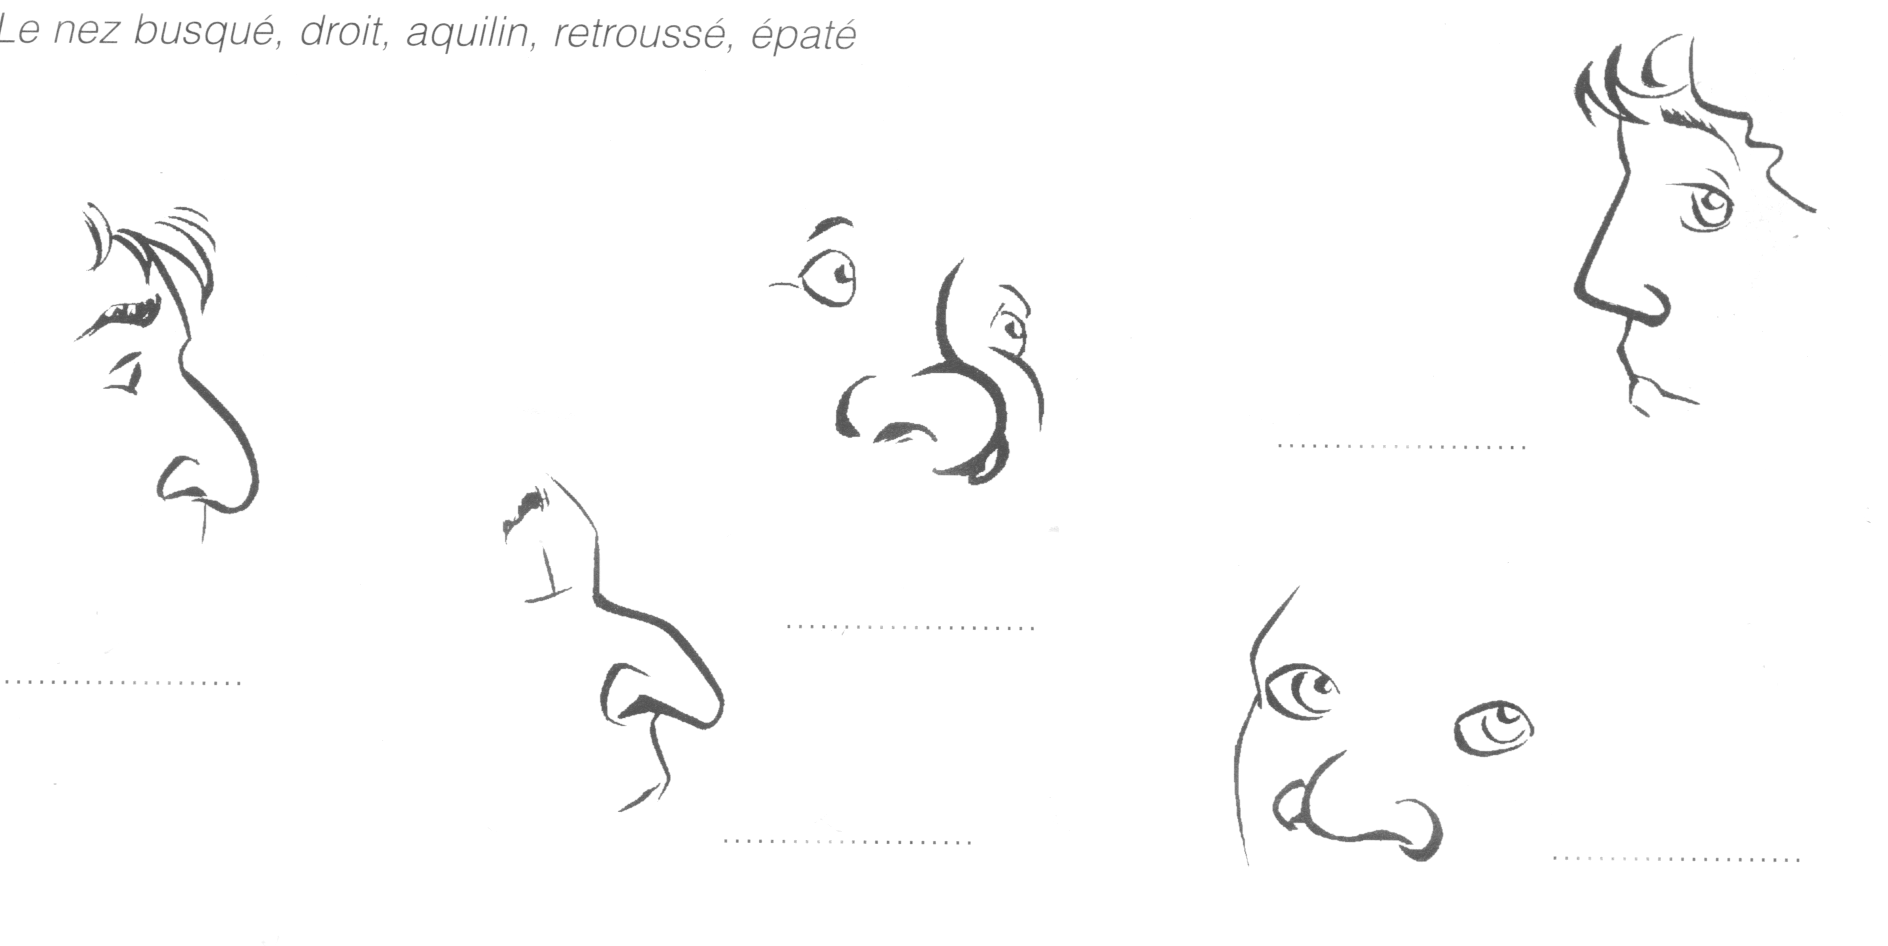 Le nez busqué, droit, aquilin, retroussé, épaté